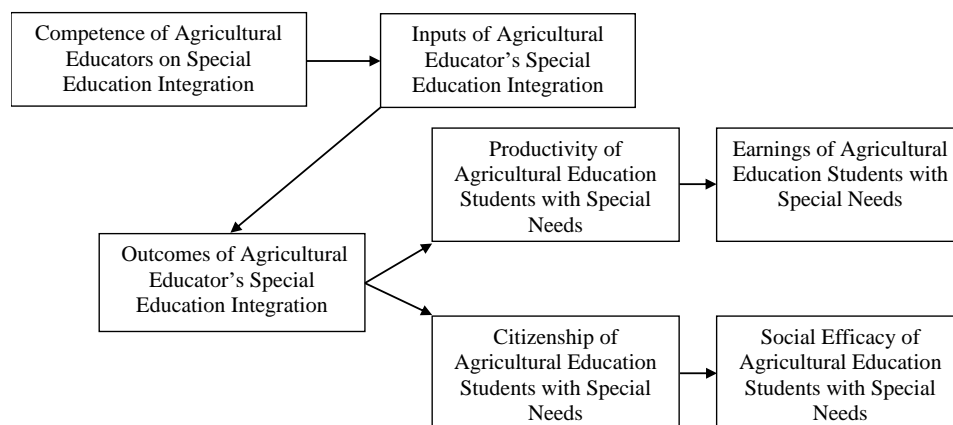 Competence of Agricultural
Educators on Special
Education Integration
Inputs of Agricultural
Educator's Special
Education Integration
Productivity of
Agricultural Education
Students with Special
Needs
Earnings of Agricultural
Education Students with
Special Needs
Outcomes of Agricultural
Educator's Special
Education Integration
Citizenship of
Agricultural Education
Students with Special
Needs
Social Efficacy of
Agricultural Education
Students with Special
Needs